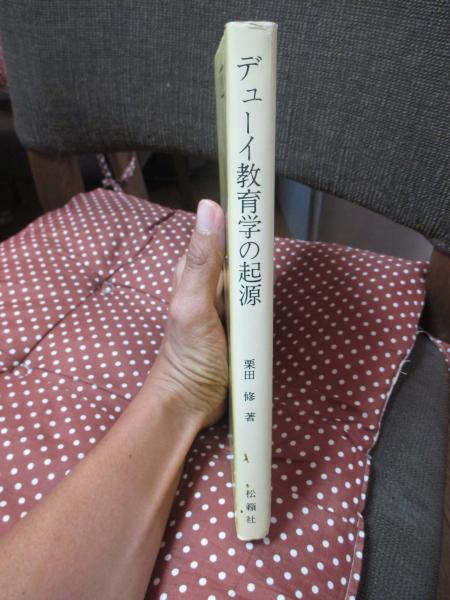 デューイ教育学の起源
栗田 修 著
松籟社